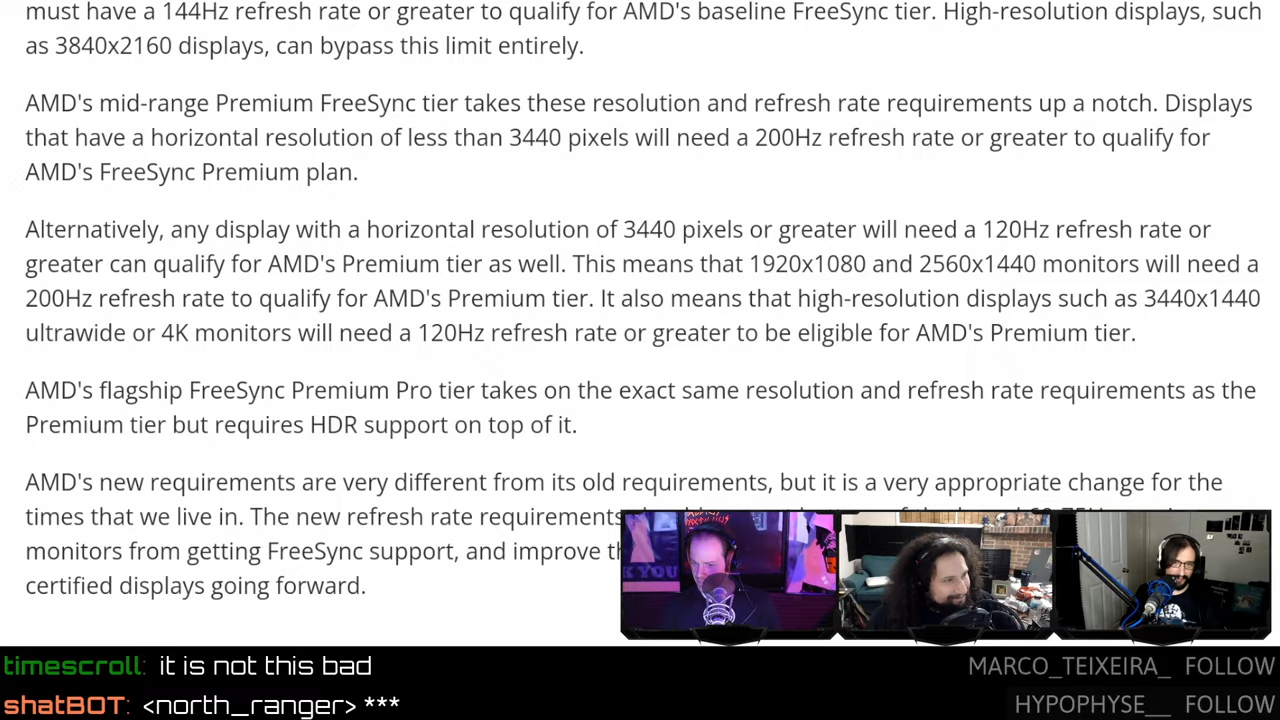 must have a 144Hz refresh rate or greater to qualify for AMD's baseline FreeSync tier. High-resolution displays, such
as 3840x2160 displays, can bypass this limit entirely.
AMD's mid-range Premium FreeSync tier takes these resolution and refresh rate requirements up a notch. Displays
that have a horizontal resolution of less than 3440 pixels will need a 200Hz refresh rate or greater to qualify for
AMD's FreeSync Premium plan.
Alternatively, any display with a horizontal resolution of 3440 pixels or greater will need a 120Hz refresh rate or
greater can qualify for AMD's Premium tier as well. This means that 1920x1080 and 2560x1440 monitors will need a
200Hz refresh rate to qualify for AMD's Premium tier. It also means that high-resolution displays such as 3440x1440
ultrawide or 4K monitors will need a 120Hz refresh rate or greater to be eligible for AMD's Premium tier.
AMD's flagship FreeSync Premium Pro tier takes on the exact same resolution and refresh rate requirements as the
Premium tier but requires HDR support on top of it.
AMD's new requirements are very different from its old requirements, but it is a very appropriate change for the
times that we live in. The new refresh rate requirements
monitors from getting FreeSync support, and improve
certified displays going forward.
YOU
timescroll: it is not this bad
MARCO_TEIXEIRA_ FOLLOW
shatBOT: <north_ranger> ***
HYPOPHYSE__ FOLLOW